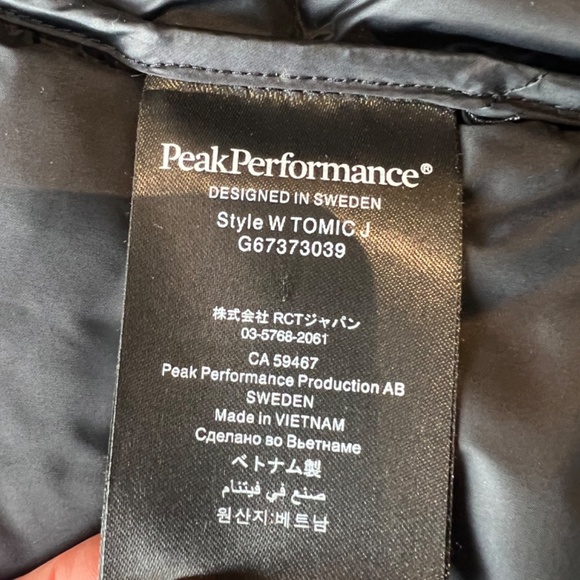 PeakPerformance®
DESIGNED IN SWEDEN
Style W TOMIC J
G67373039
株式会社 RCTジャパン
03-5768-2061
CA 59467
Peak Performance Production AB
SWEDEN
Made in VIETNAM
Сделано во Вьетнаме
ベトナム製
صنع في فيتنام
원산지:베트남